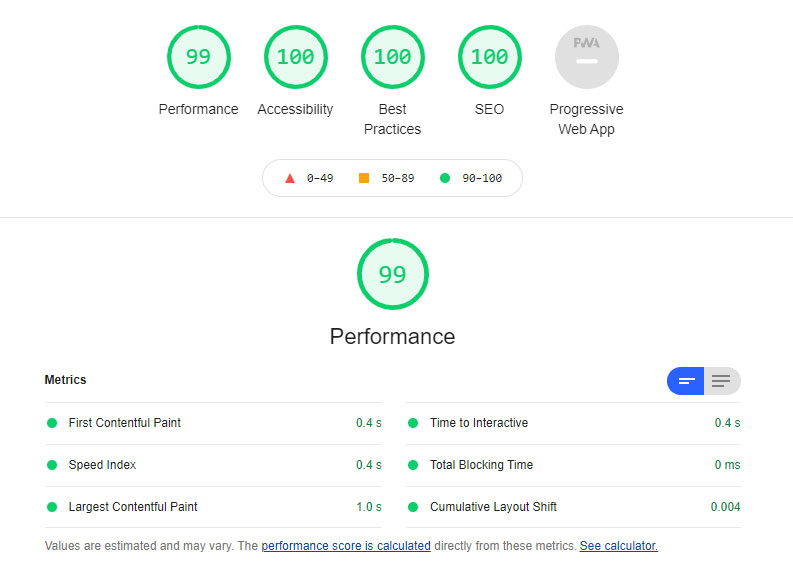 99 100 100 100 PWA
Performance Accessibility Best Practices SEO Progressive Web App
0–49 50–89 90–100
99
Performance
Metrics
First Contentful Paint 0.4 s
Time to Interactive 0.4 s
Speed Index 0.4 s
Total Blocking Time 0 ms
Largest Contentful Paint 1.0 s
Cumulative Layout Shift 0.004
Values are estimated and may vary. The performance score is calculated directly from these metrics. See calculator.